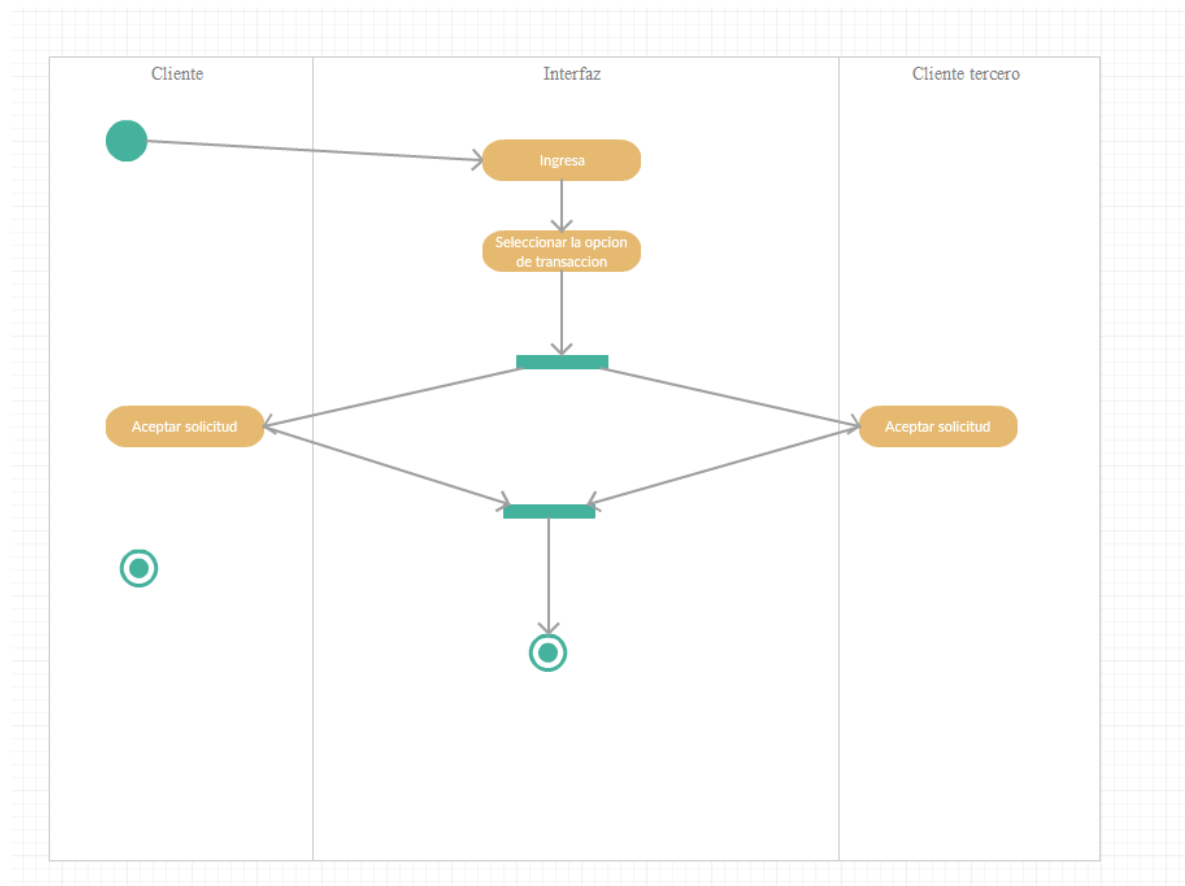 Cliente
Interfaz
Cliente tercero
Ingresa
Seleccionar la opcion
de transaccion
Aceptar solicitud
Aceptar solicitud